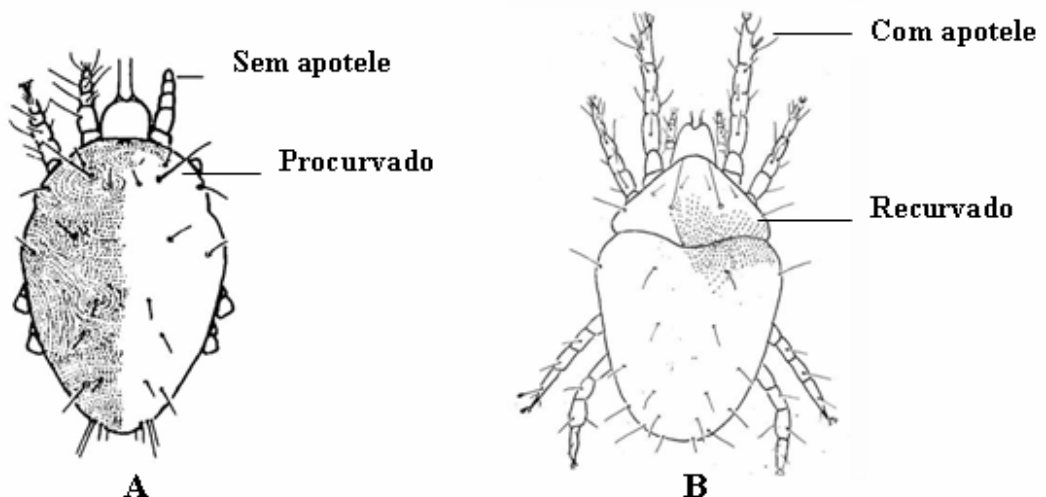 Sem apotele
Procurvado
A
Com apotele
Recurvado
B